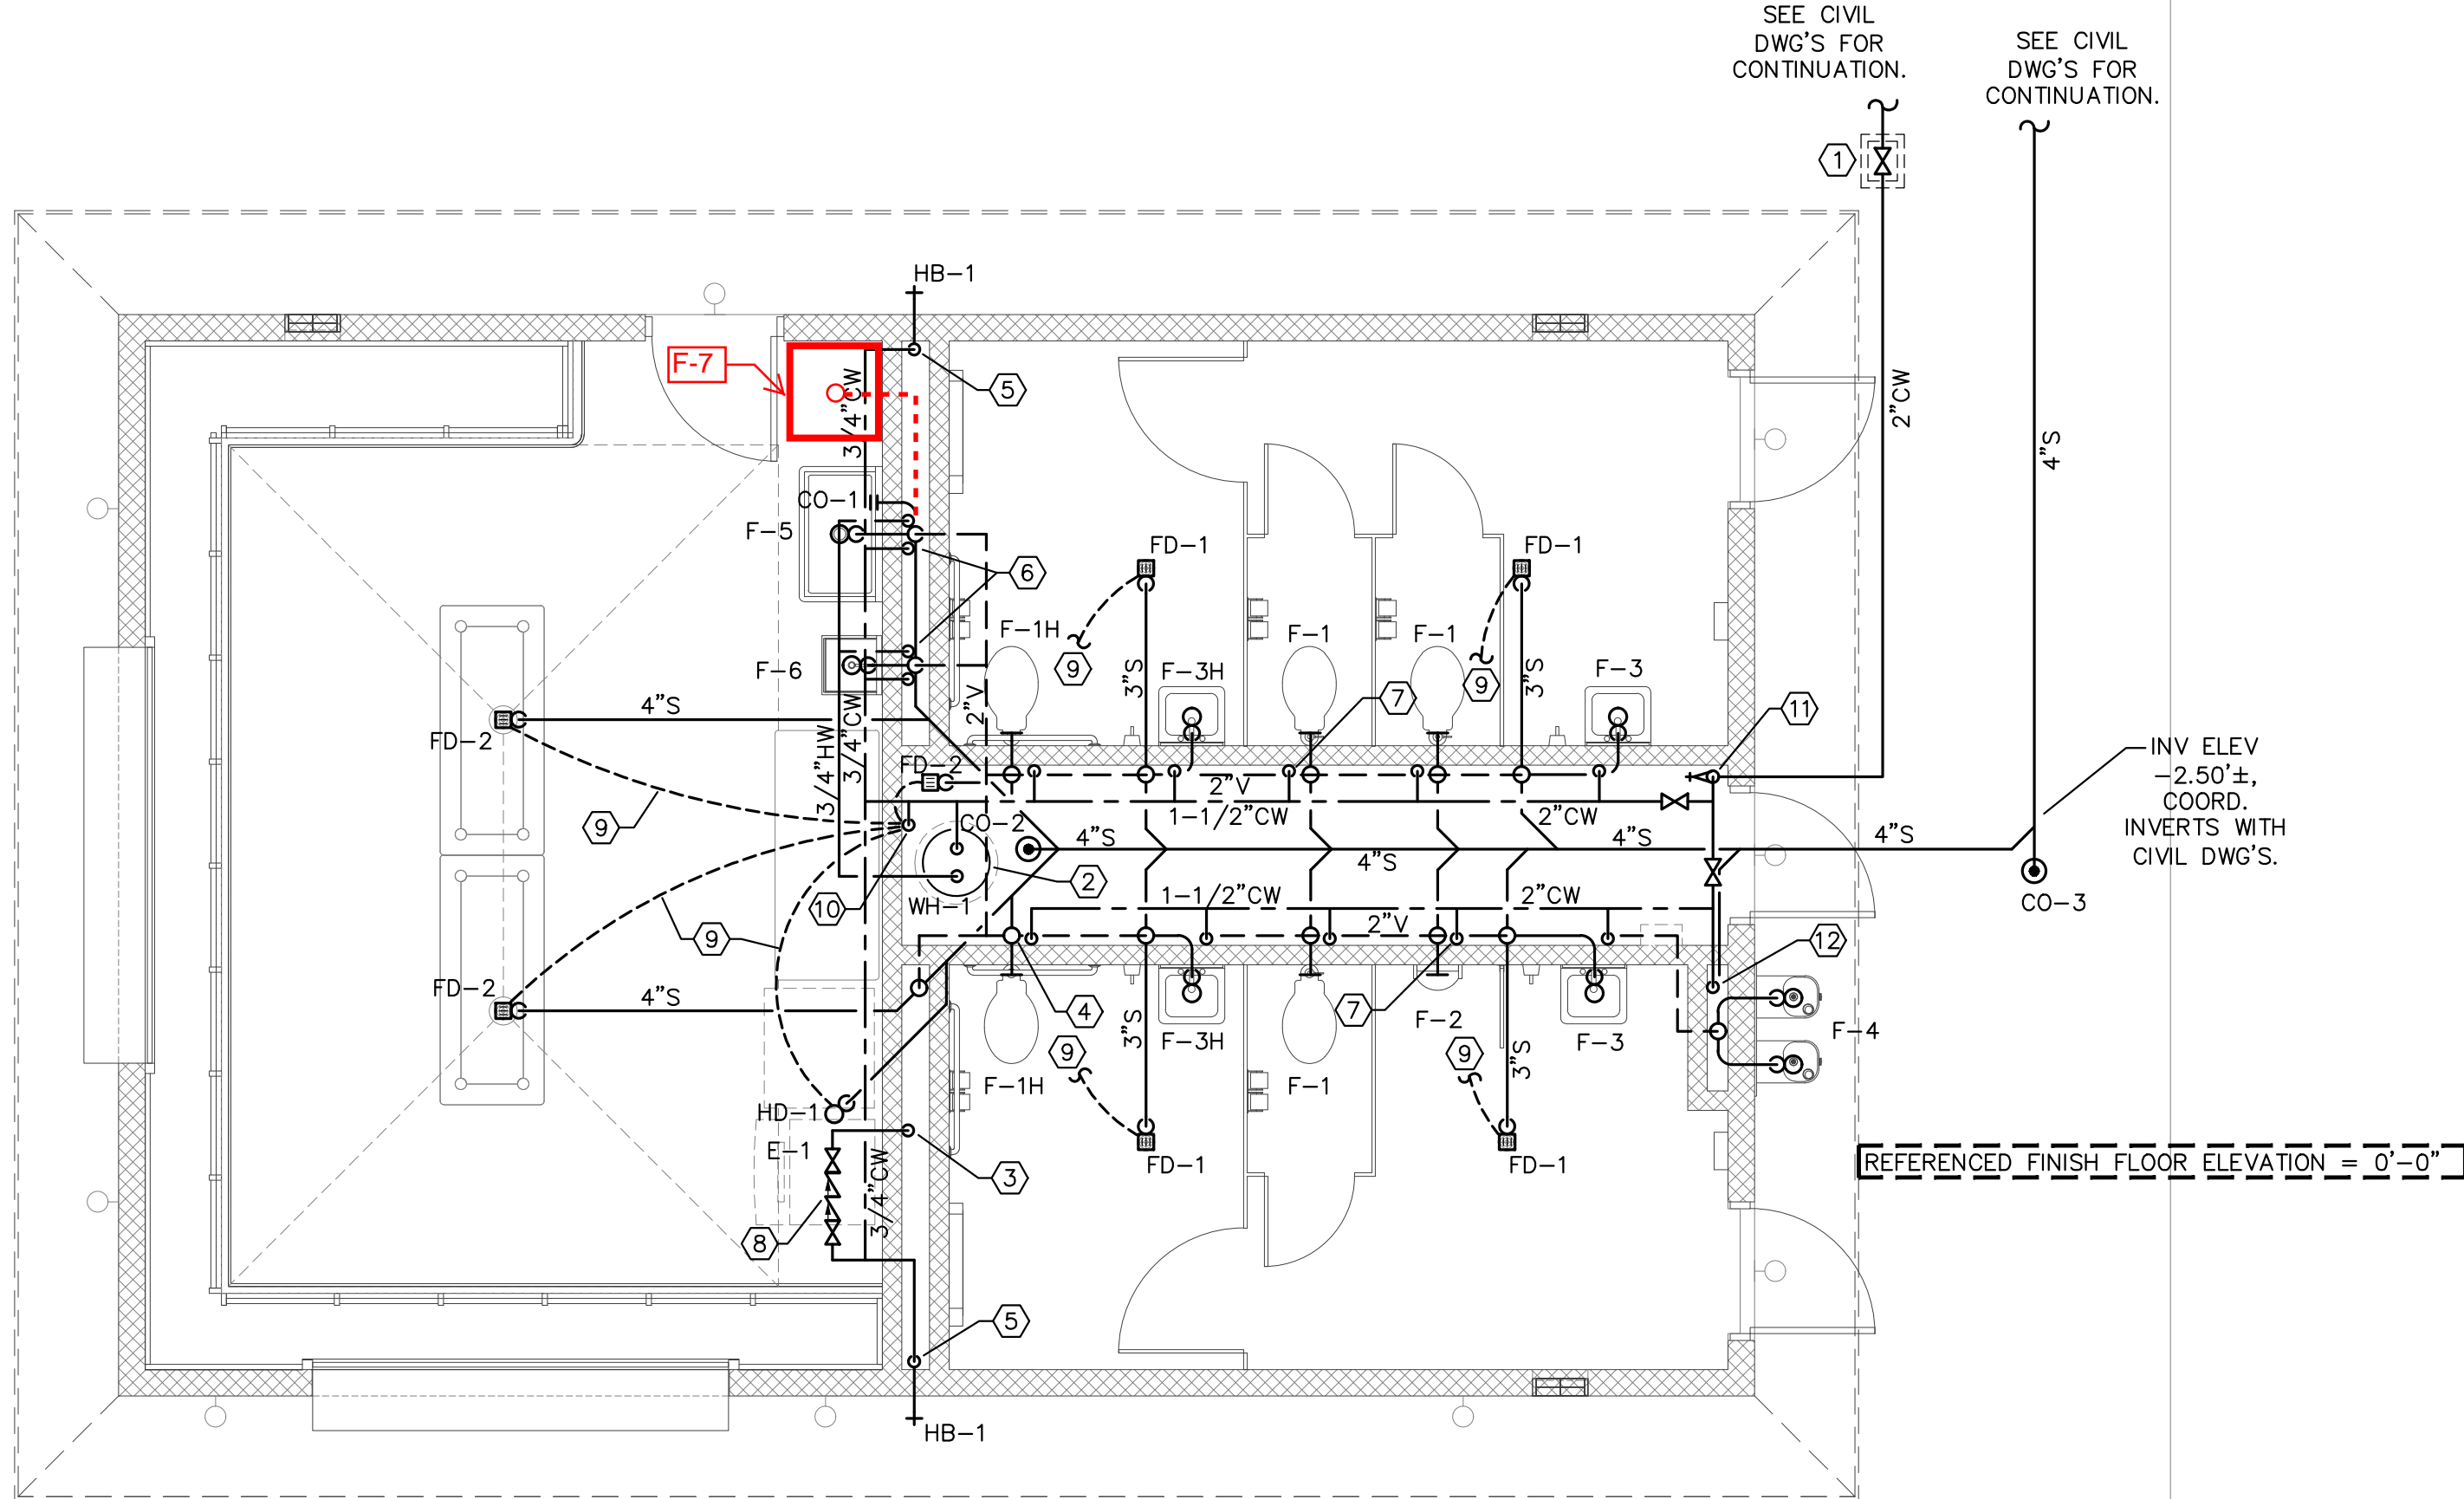 SEE CIVIL
DWG'S FOR
CONTINUATION.
SEE CIVIL
DWG'S FOR
CONTINUATION.
1
2"CW
4"S
HB-1
F-7
3/4"CW
5
CO-1
F-5
6
FD-1
FD-1
F-1H
9
3"S
F-3H
F-1
F-1
9
3"S
F-3
F-6
7
11
4"S
2"V
FD-2
3/4"HW
3/4"CW
FD-2
2"V
1-1/2"CW
2"CW
9
CO-2
4"S
4"S
4"S
4"S
INV ELEV
-2.50'±,
COORD.
INVERTS WITH
CIVIL DWG'S.
2
10
WH-1
1-1/2"CW
2"CW
CO-3
2"V
9
12
FD-2
4"S
4
7
F-2
3"S
F-3H
F-3
F-4
9
9
3"S
F-1H
F-1
HD-1
E-1
3/4"CW
3
FD-1
FD-1
REFERENCED FINISH FLOOR ELEVATION = 0'-0"
8
5
HB-1